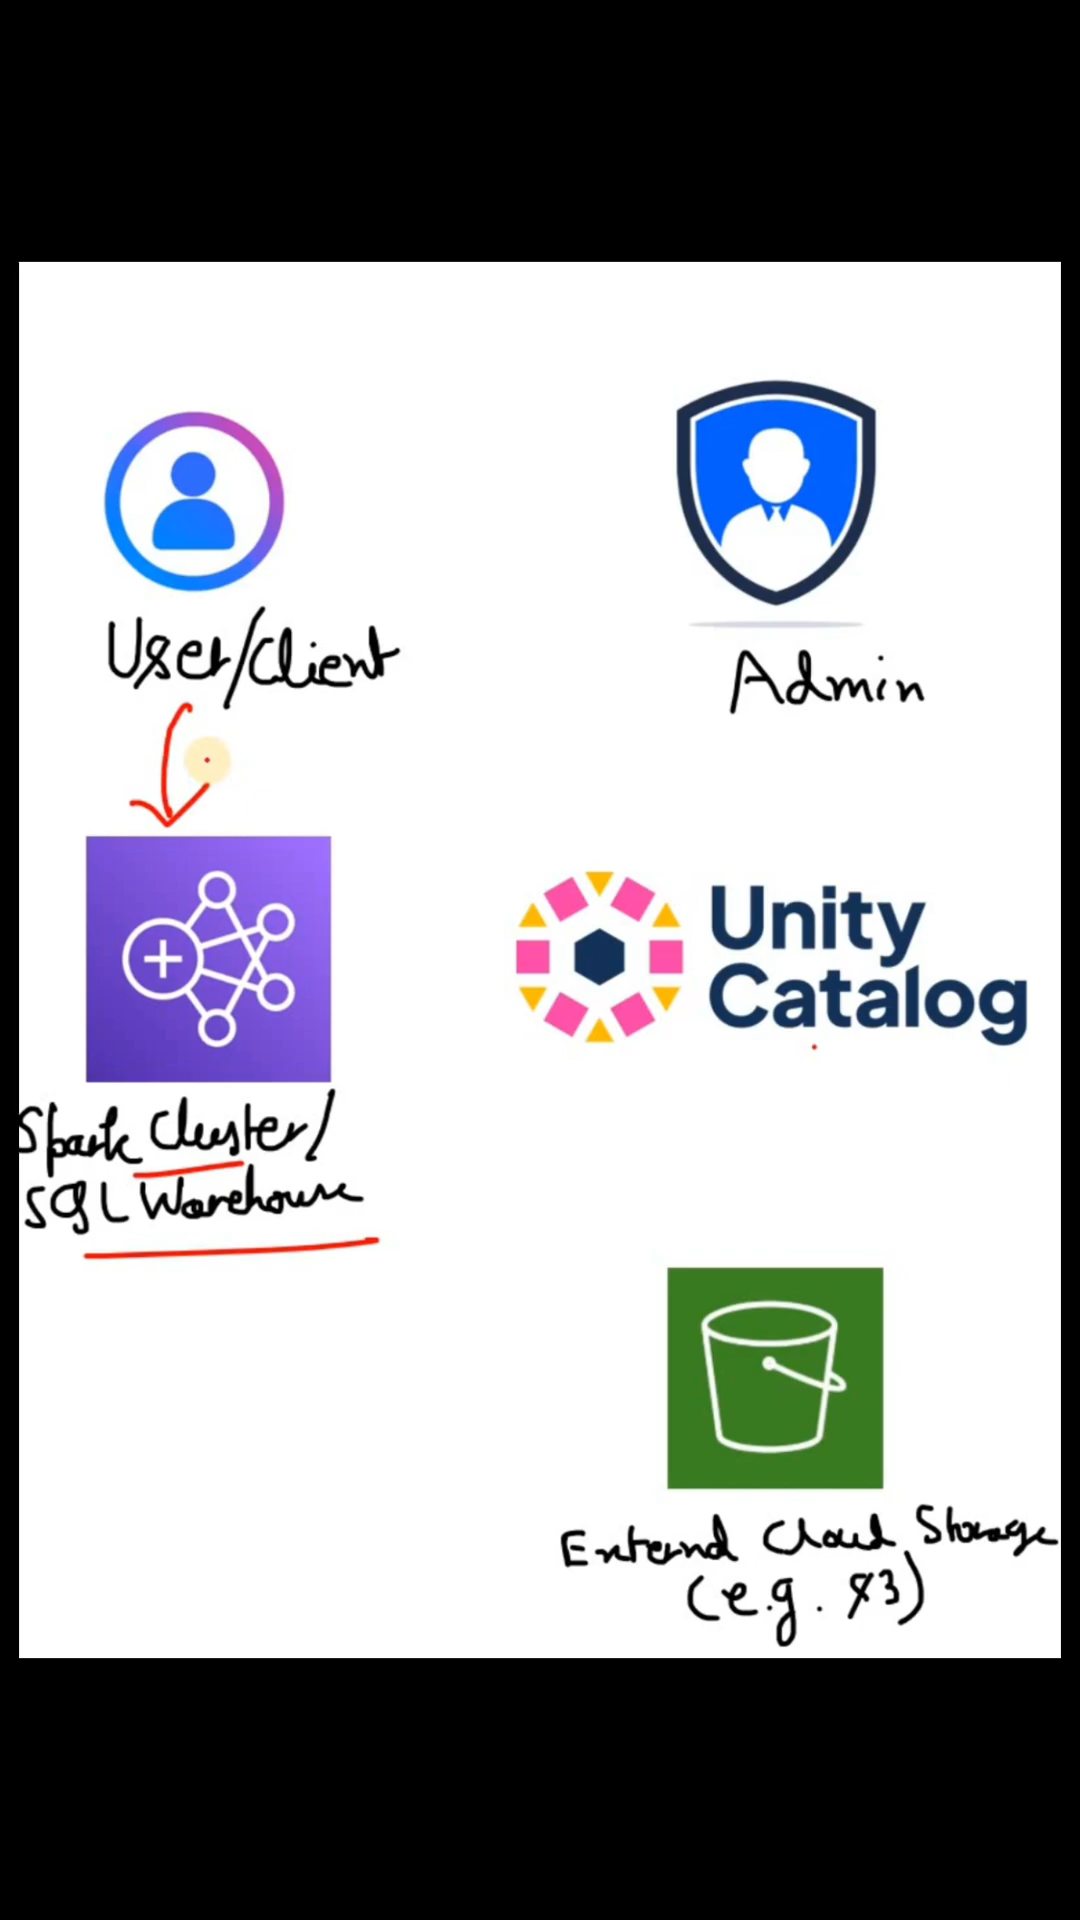 User/Client
Admin
Unity
Catalog
Spark Cluster/
SQL Warehouse
External Cloud Storage
(e.g. S3)